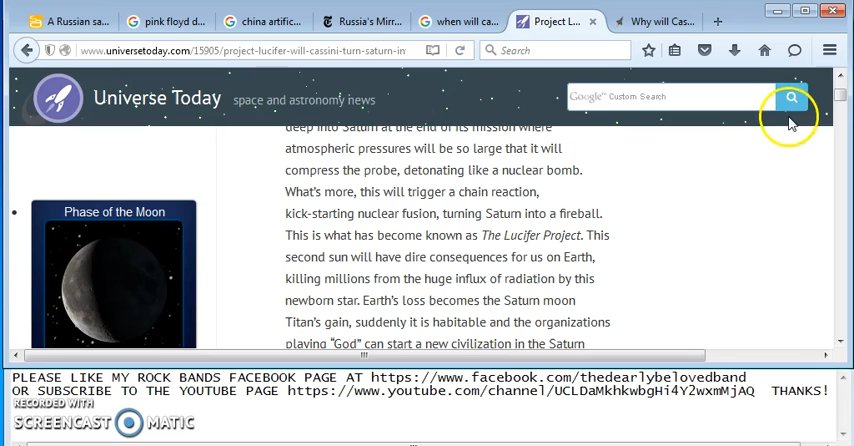 A Russian sa...
pink floyd d...
china artific...
Russia's Mirr...
when will ca...
Project L...
Why will Cas...
www.universetoday.com/15905/project-lucifer-will-cassini-turn-saturn-in
Search
Universe Today
space and astronomy news
Google™ Custom Search
deep into Saturn at the end of its mission where
atmospheric pressures will be so large that it will
compress the probe, detonating like a nuclear bomb.
What's more, this will trigger a chain reaction,
kick-starting nuclear fusion, turning Saturn into a fireball.
This is what has become known as The Lucifer Project. This
second sun will have dire consequences for us on Earth,
killing millions from the huge influx of radiation by this
newborn star. Earth's loss becomes the Saturn moon
Titan's gain, suddenly it is habitable and the organizations
playing "God" can start a new civilization in the Saturn
Phase of the Moon
PLEASE LIKE MY ROCK BANDS FACEBOOK PAGE AT https://www.facebook.com/thedearlybelovedband
OR SUBSCRIBE TO THE YOUTUBE PAGE https://www.youtube.com/channel/UCLDaMkhkwbgHi4Y2wxmMjAQ THANKS!
RECORDED WITH
SCREENCAST MATIC